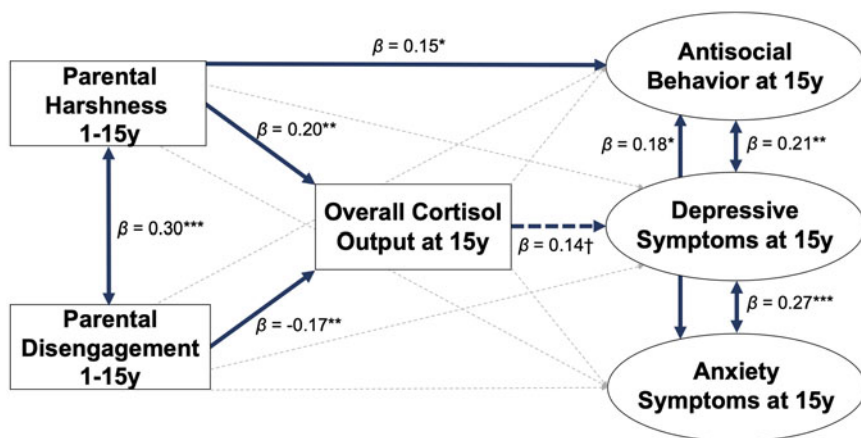 β = 0.15*
Antisocial
Behavior at 15y
Parental
Harshness
1-15y
β = 0.20**
β = 0.18*
β = 0.21**
β = 0.30***
Overall Cortisol
Output at 15y
β = 0.14†
Depressive
Symptoms at 15y
β = -0.17**
β = 0.27***
Parental
Disengagement
1-15y
Anxiety
Symptoms at 15y